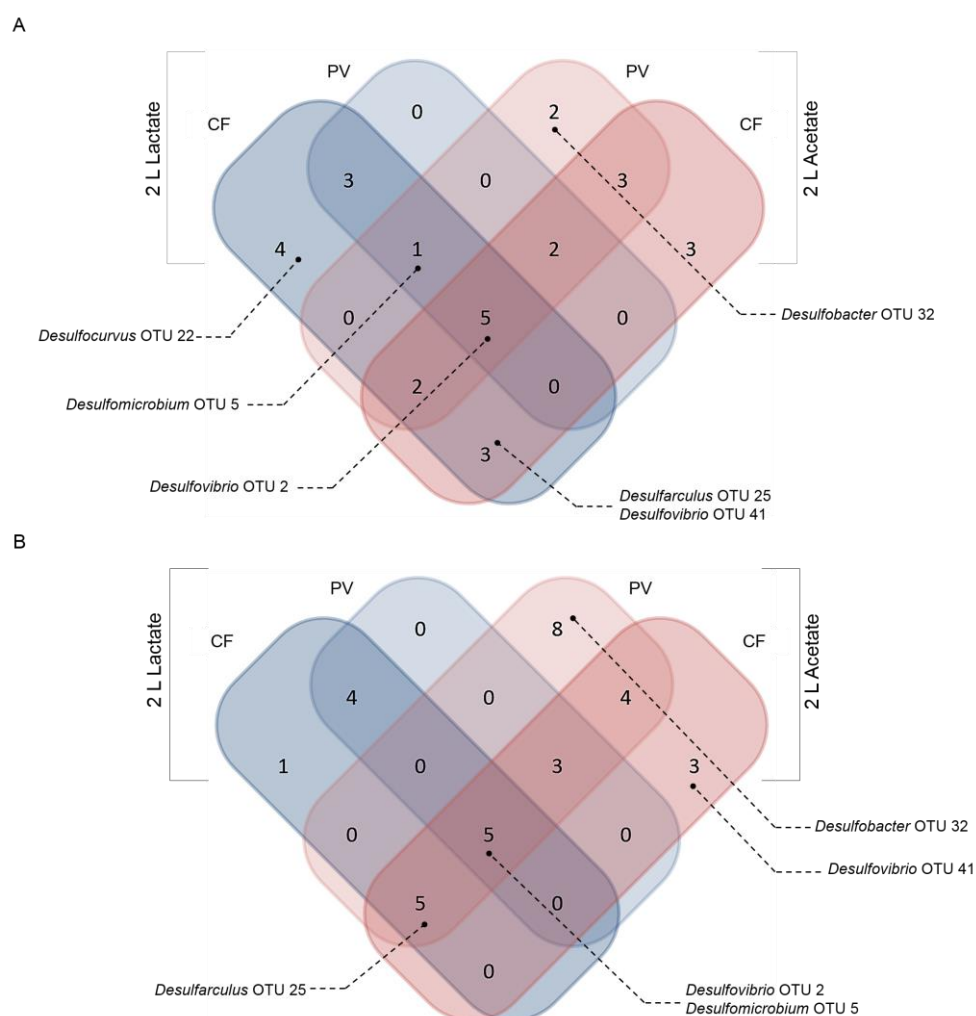 A
PV
PV
CF
CF
2 L Lactate
2 L Acetate
0
2
3
0
3
4
1
2
3
0
5
0
2
0
3
Desulfocurvus OTU 22
Desulfomicrobium OTU 5
Desulfovibrio OTU 2
Desulfobacter OTU 32
Desulfarculus OTU 25
Desulfovibrio OTU 41
B
PV
PV
CF
CF
2 L Lactate
2 L Acetate
0
8
4
0
4
1
0
3
3
0
5
0
5
0
0
Desulfobacter OTU 32
Desulfovibrio OTU 41
Desulfarculus OTU 25
Desulfovibrio OTU 2
Desulfomicrobium OTU 5